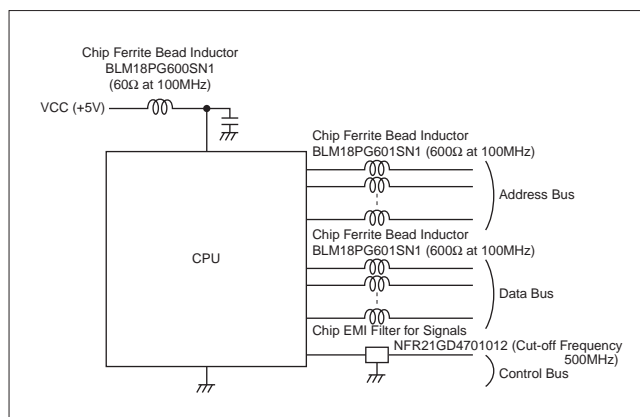 Chip Ferrite Bead Inductor
BLM18PG600SN1
(60Ω at 100MHz)
VCC (+5V)
Chip Ferrite Bead Inductor
BLM18PG601SN1 (600Ω at 100MHz)
Address Bus
Chip Ferrite Bead Inductor
BLM18PG601SN1 (600Ω at 100MHz)
CPU
Data Bus
Chip EMI Filter for Signals
NFR21GD4701012 (Cut-off Frequency
500MHz)
Control Bus